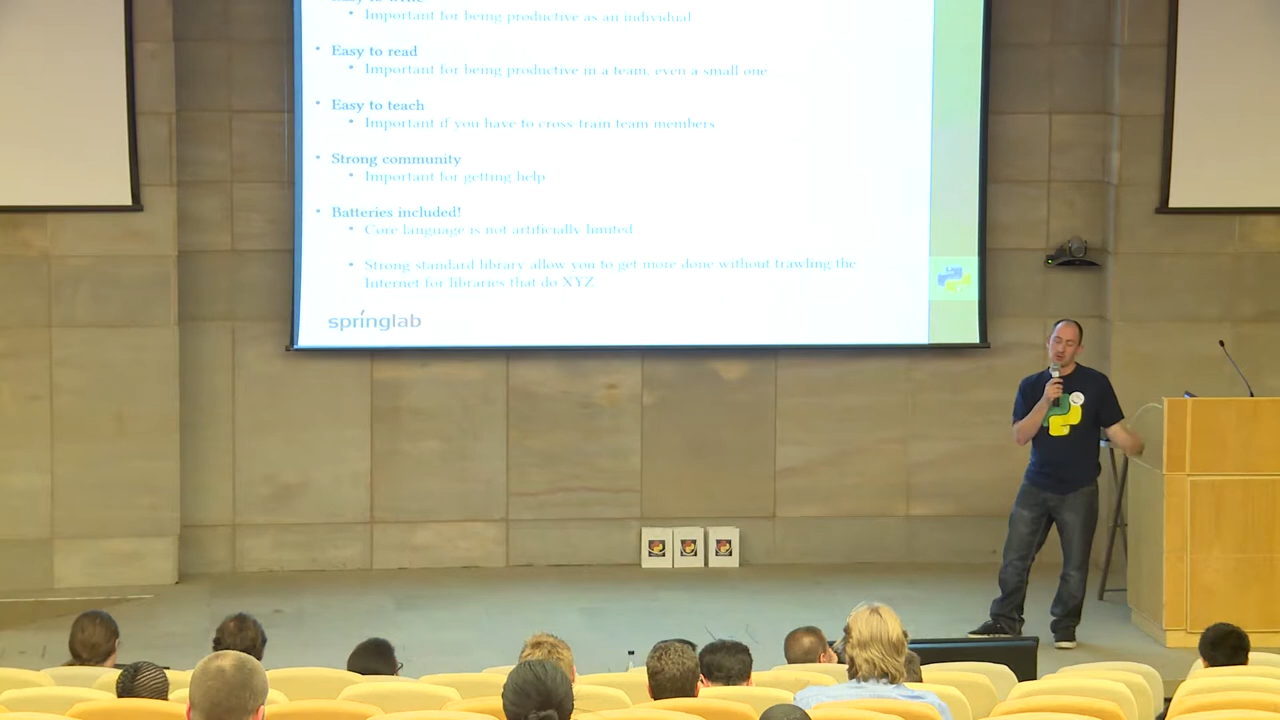 Easy to write
Important for being productive as an individual
Easy to read
Important for being productive in a team, even a small one
Easy to teach
Important if you have to cross train team members
Strong community
Important for getting help
Batteries included!
Core language is not artificially limited
Strong standard library allow you to get more done without trawling the
Internet for libraries that do XYZ
springlab